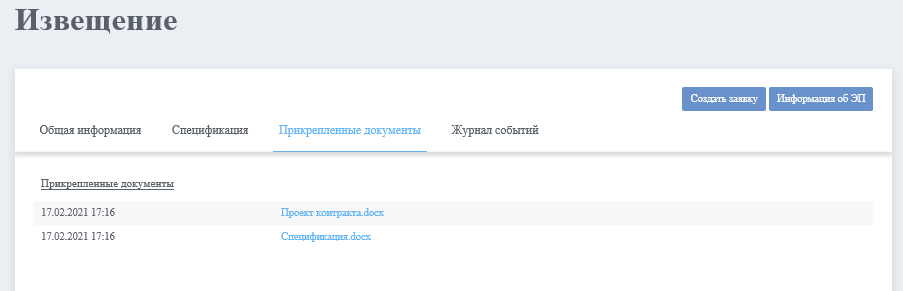 Извещение
Создать заявку Информация об ЭП
Общая информация Спецификация Прикрепленные документы Журнал событий
Прикрепленные документы
17.02.2021 17:16 Проект контракта.docx
17.02.2021 17:16 Спецификация.docx